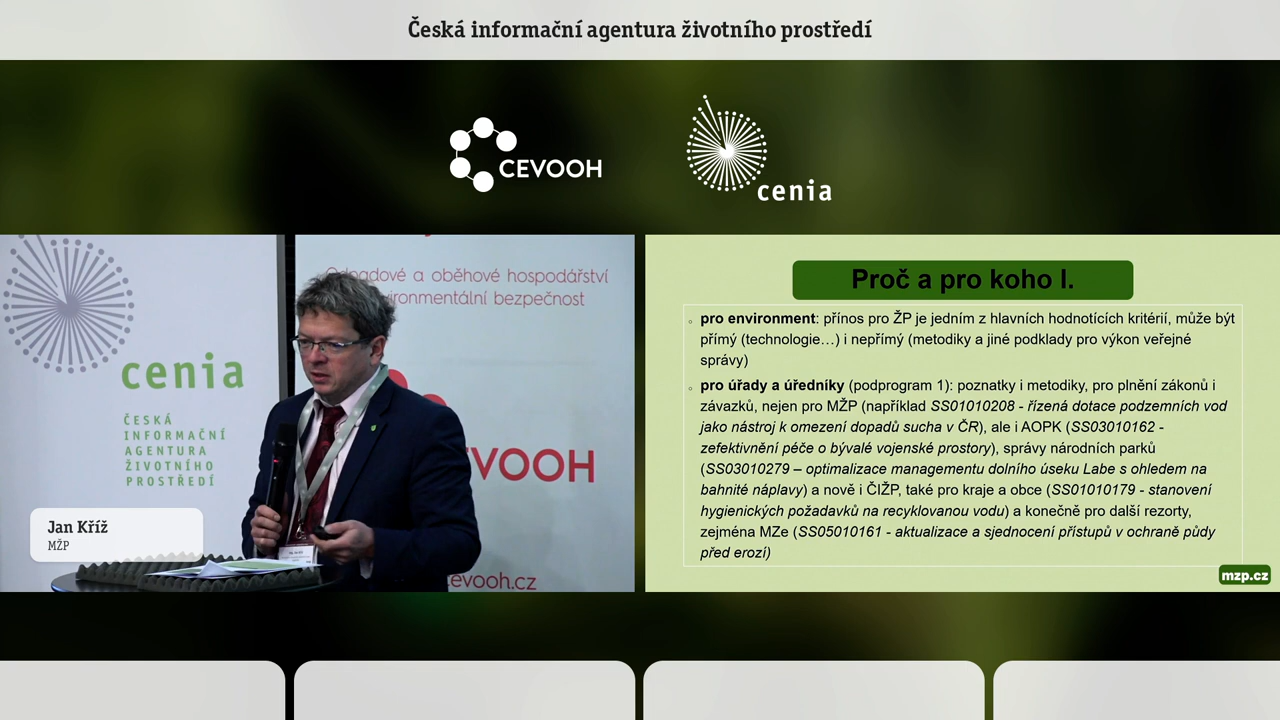 Česká informační agentura životního prostředí
CEVOOH
cenia
Odpadové a oběhové hospodářství
environmentální bezpečnost
cenia
ČESKÁ
INFORMAČNÍ
AGENTURA
ŽIVOTNÍHO
PROSTŘEDÍ
VOOH
cevooh.cz
Jan Kříž
MŽP
Proč a pro koho I.
pro environment: přínos pro ŽP je jedním z hlavních hodnotících kritérií, může být
přímý (technologie…) i nepřímý (metodiky a jiné podklady pro výkon veřejné
správy)
pro úřady a úředníky (podprogram 1): poznatky i metodiky, pro plnění zákonů i
závazků, nejen pro MŽP (například SS01010208 - řízená dotace podzemních vod
jako nástroj k omezení dopadů sucha v ČR), ale i AOPK (SS03010162 -
zefektivnění péče o bývalé vojenské prostory), správy národních parků
(SS03010279 – optimalizace managementu dolního úseku Labe s ohledem na
bahnité náplavy) a nově i ČIŽP, také pro kraje a obce (SS01010179 - stanovení
hygienických požadavků na recyklovanou vodu) a konečně pro další rezorty,
zejména MZe (SS05010161 - aktualizace a sjednocení přístupů v ochraně půdy
před erozí)
mzp.cz